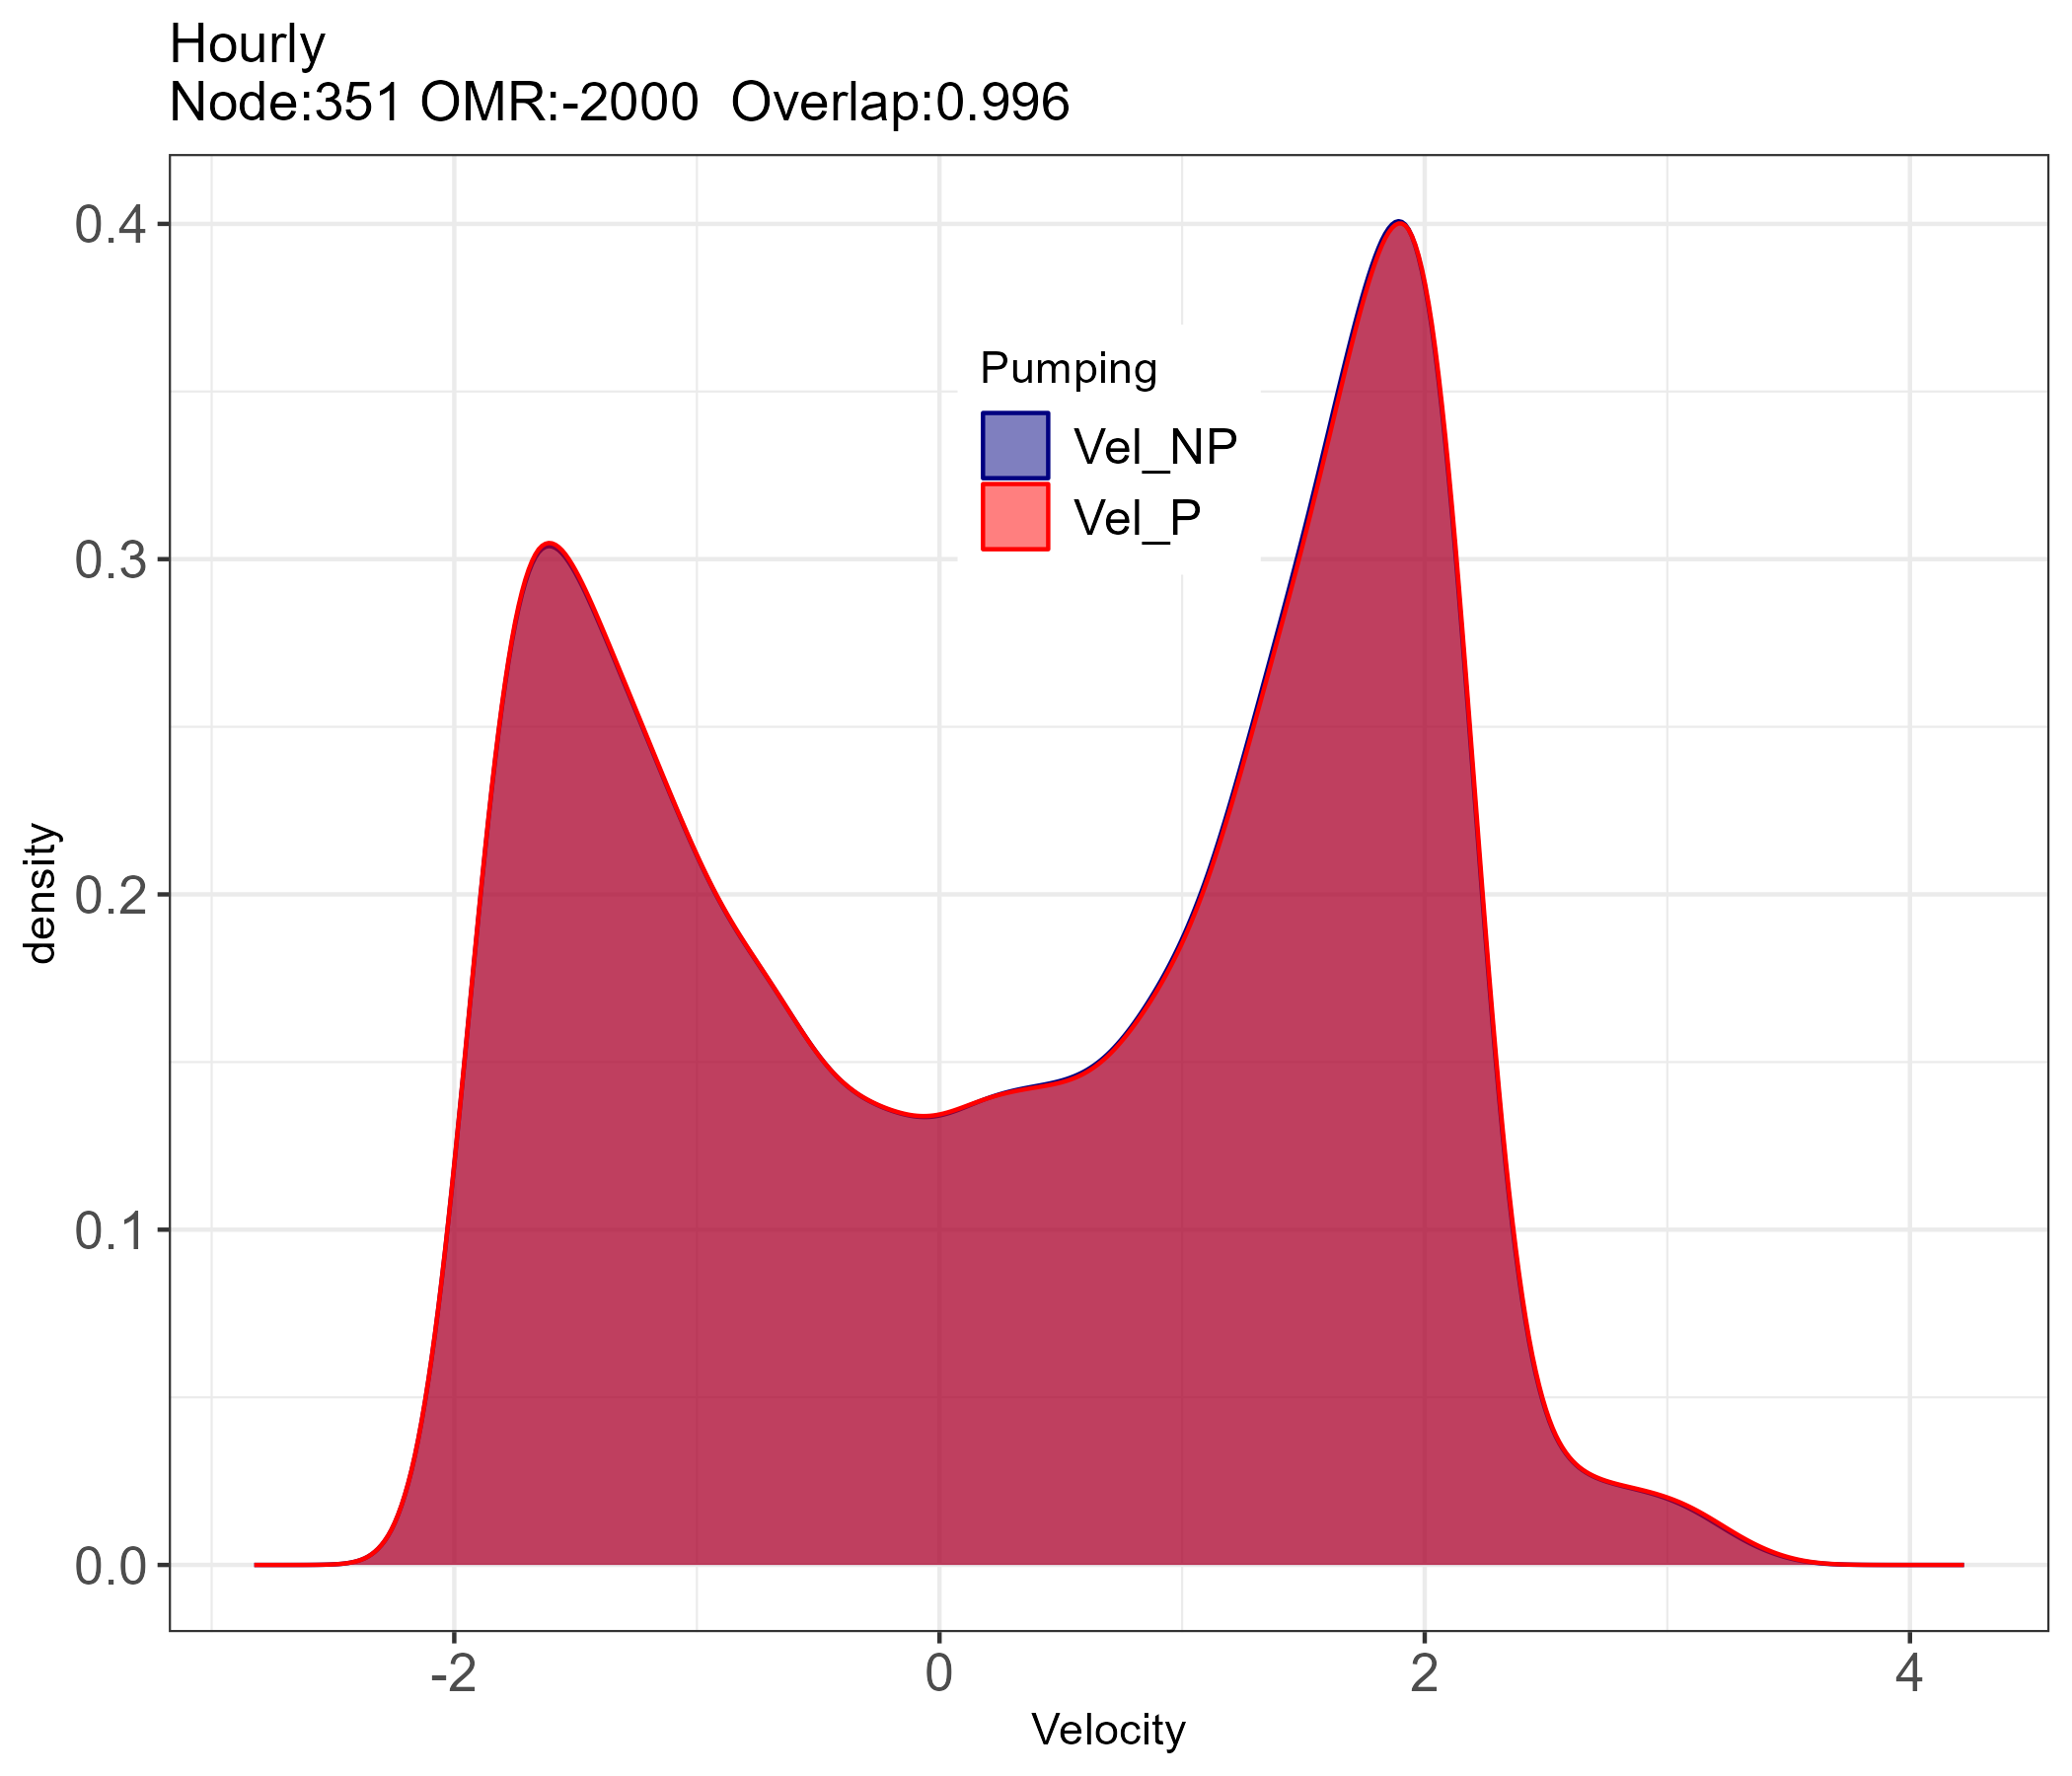 Hourly
Node:351 OMR:-2000  Overlap:0.996
0.4
0.3
0.2
0.1
0.0
density
Pumping
Vel_NP
Vel_P
-2
0
2
4
Velocity